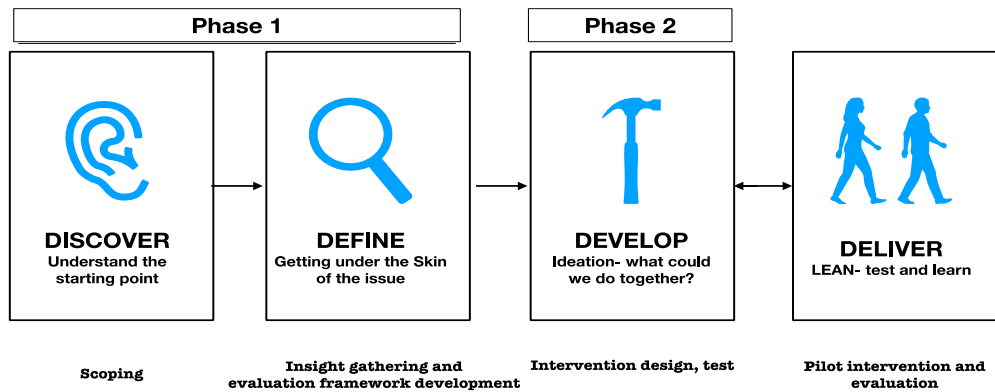 Phase 1
Phase 2
DISCOVER
Understand the
starting point
DEFINE
Getting under the Skin
of the issue
DEVELOP
Ideation- what could
we do together?
DELIVER
LEAN- test and learn
Scoping
Insight gathering and
evaluation framework development
Intervention design, test
Pilot intervention and
evaluation